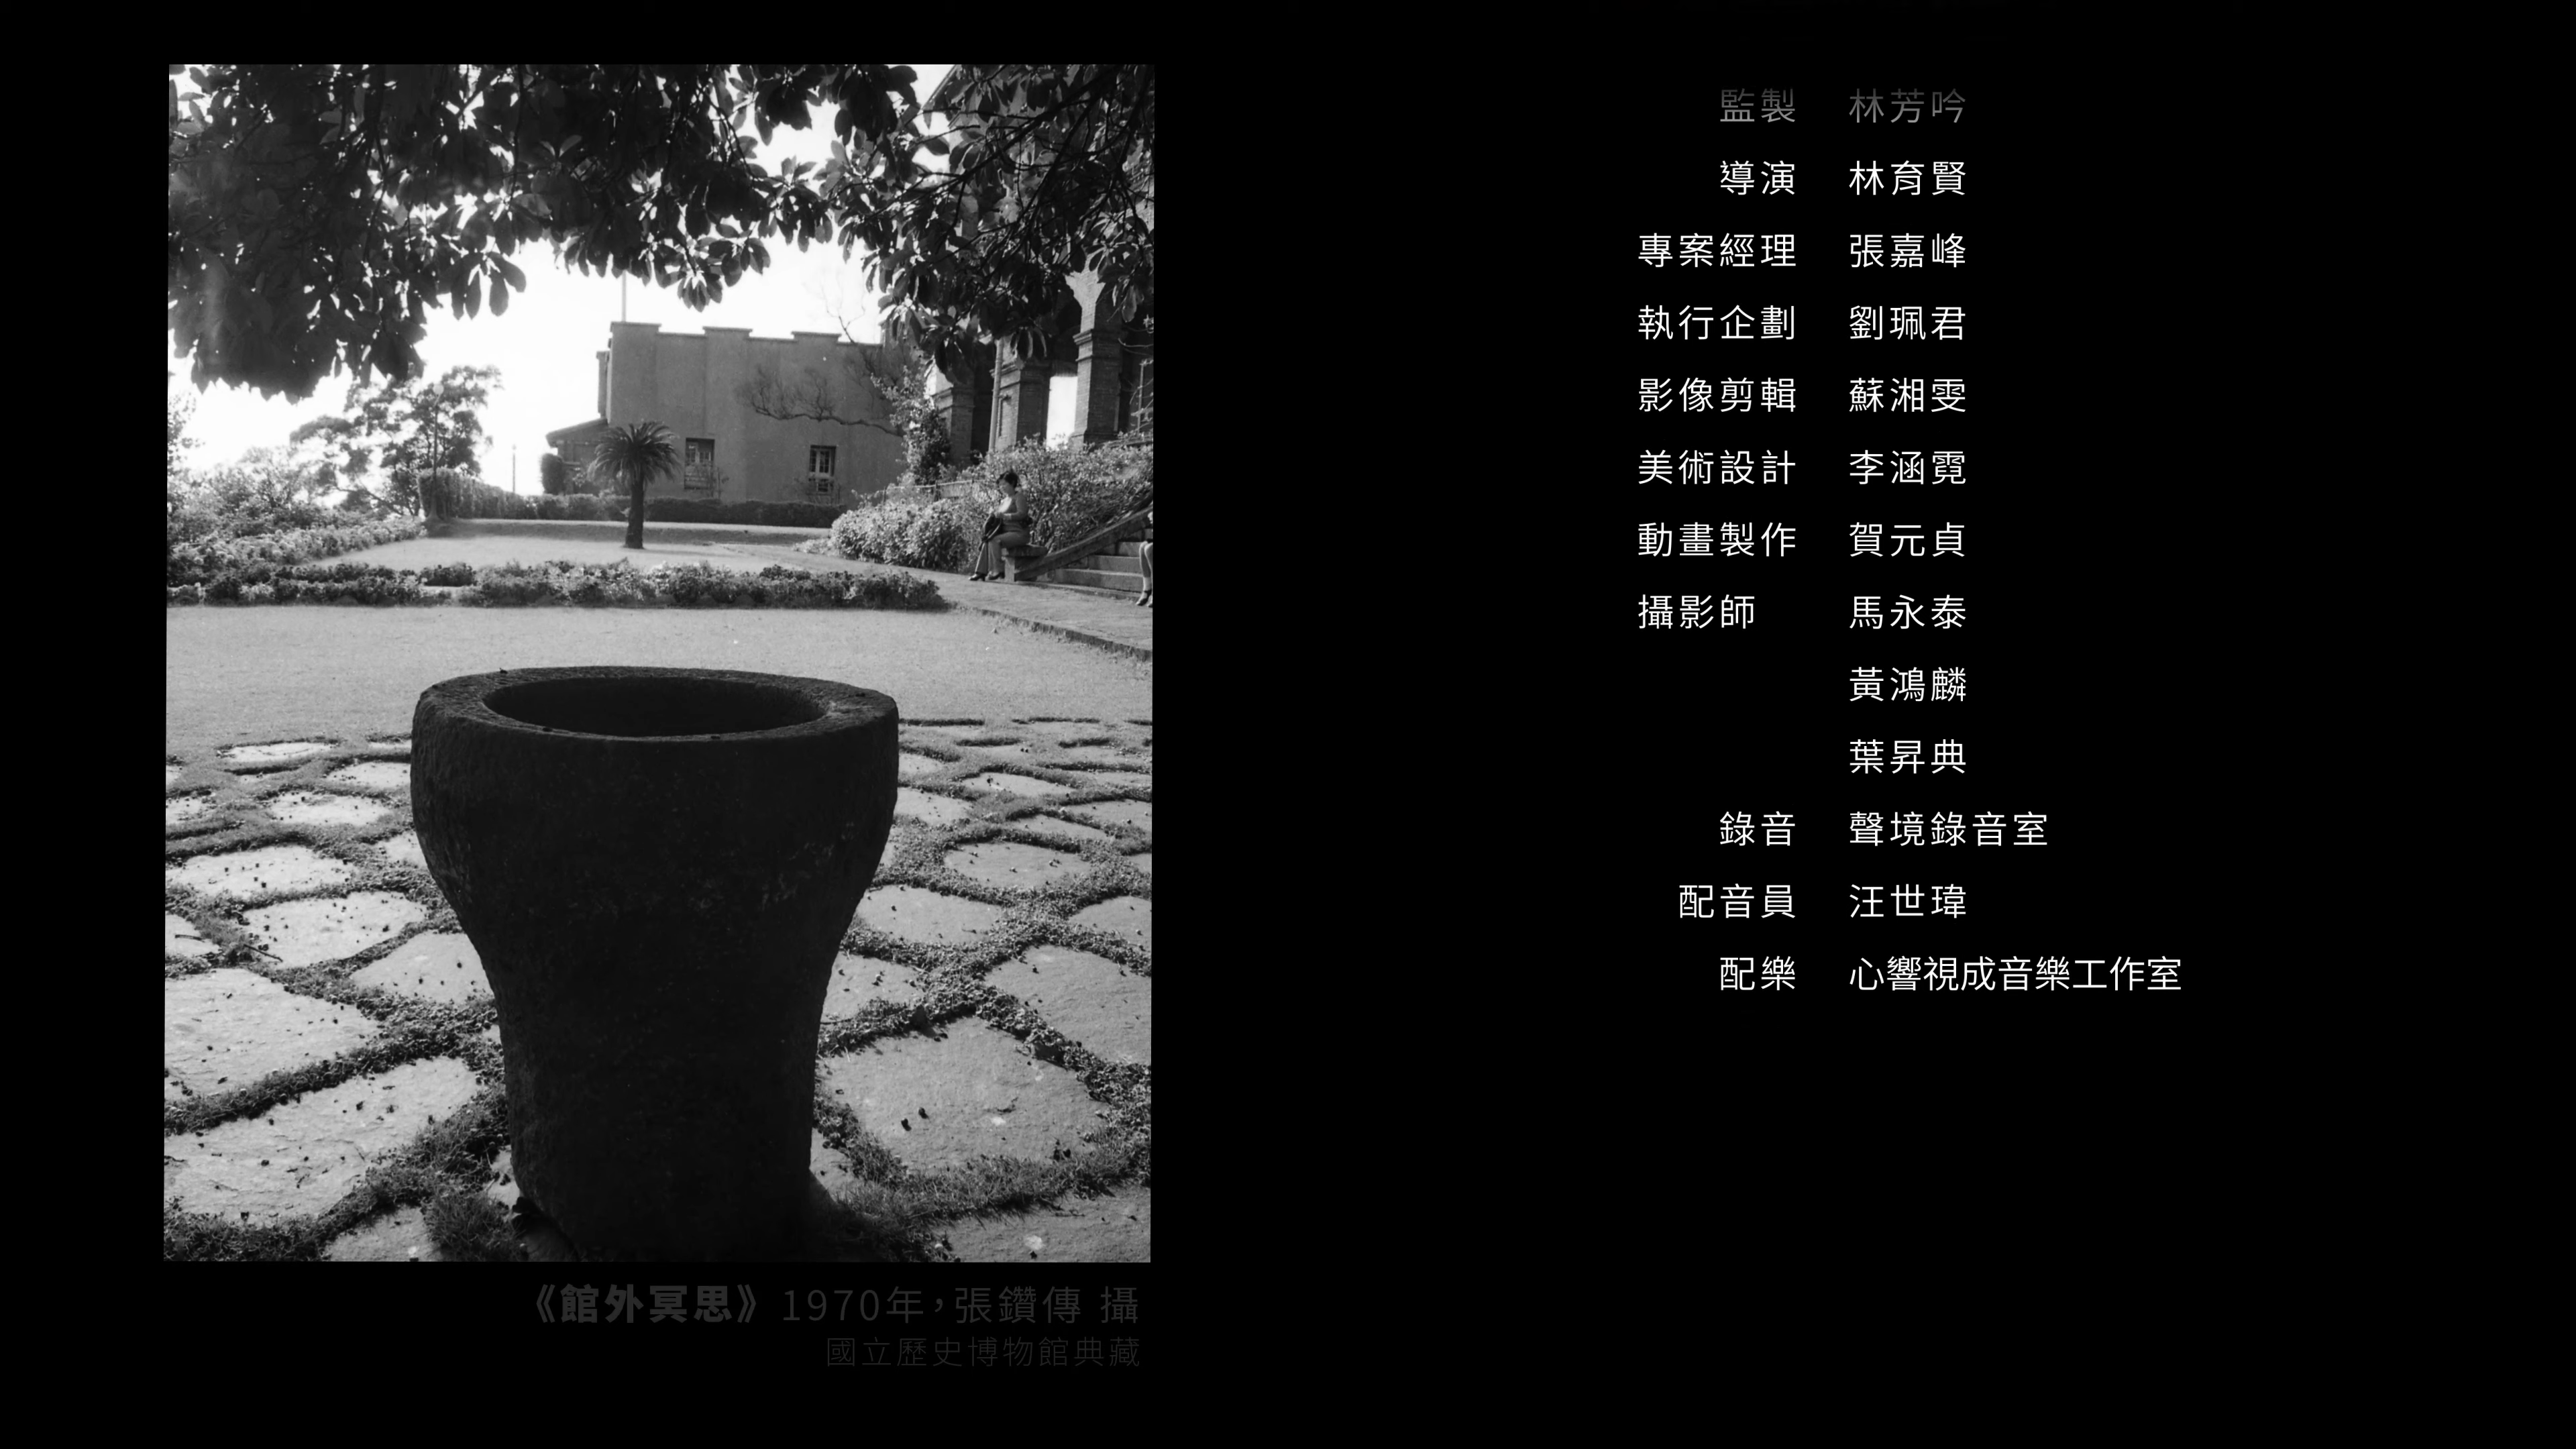 監製 林芳吟
導演 林育賢
專案經理 張嘉峰
執行企劃 劉珮君
影像剪輯 蘇湘雯
美術設計 李涵霓
動畫製作 賀元貞
攝影師 馬永泰
黃鴻麟
葉昇典
錄音 聲境錄音室
配音員 汪世瑋
配樂 心響視成音樂工作室
《館外冥思》1970年，張鑽傳 攝
國立歷史博物館典藏